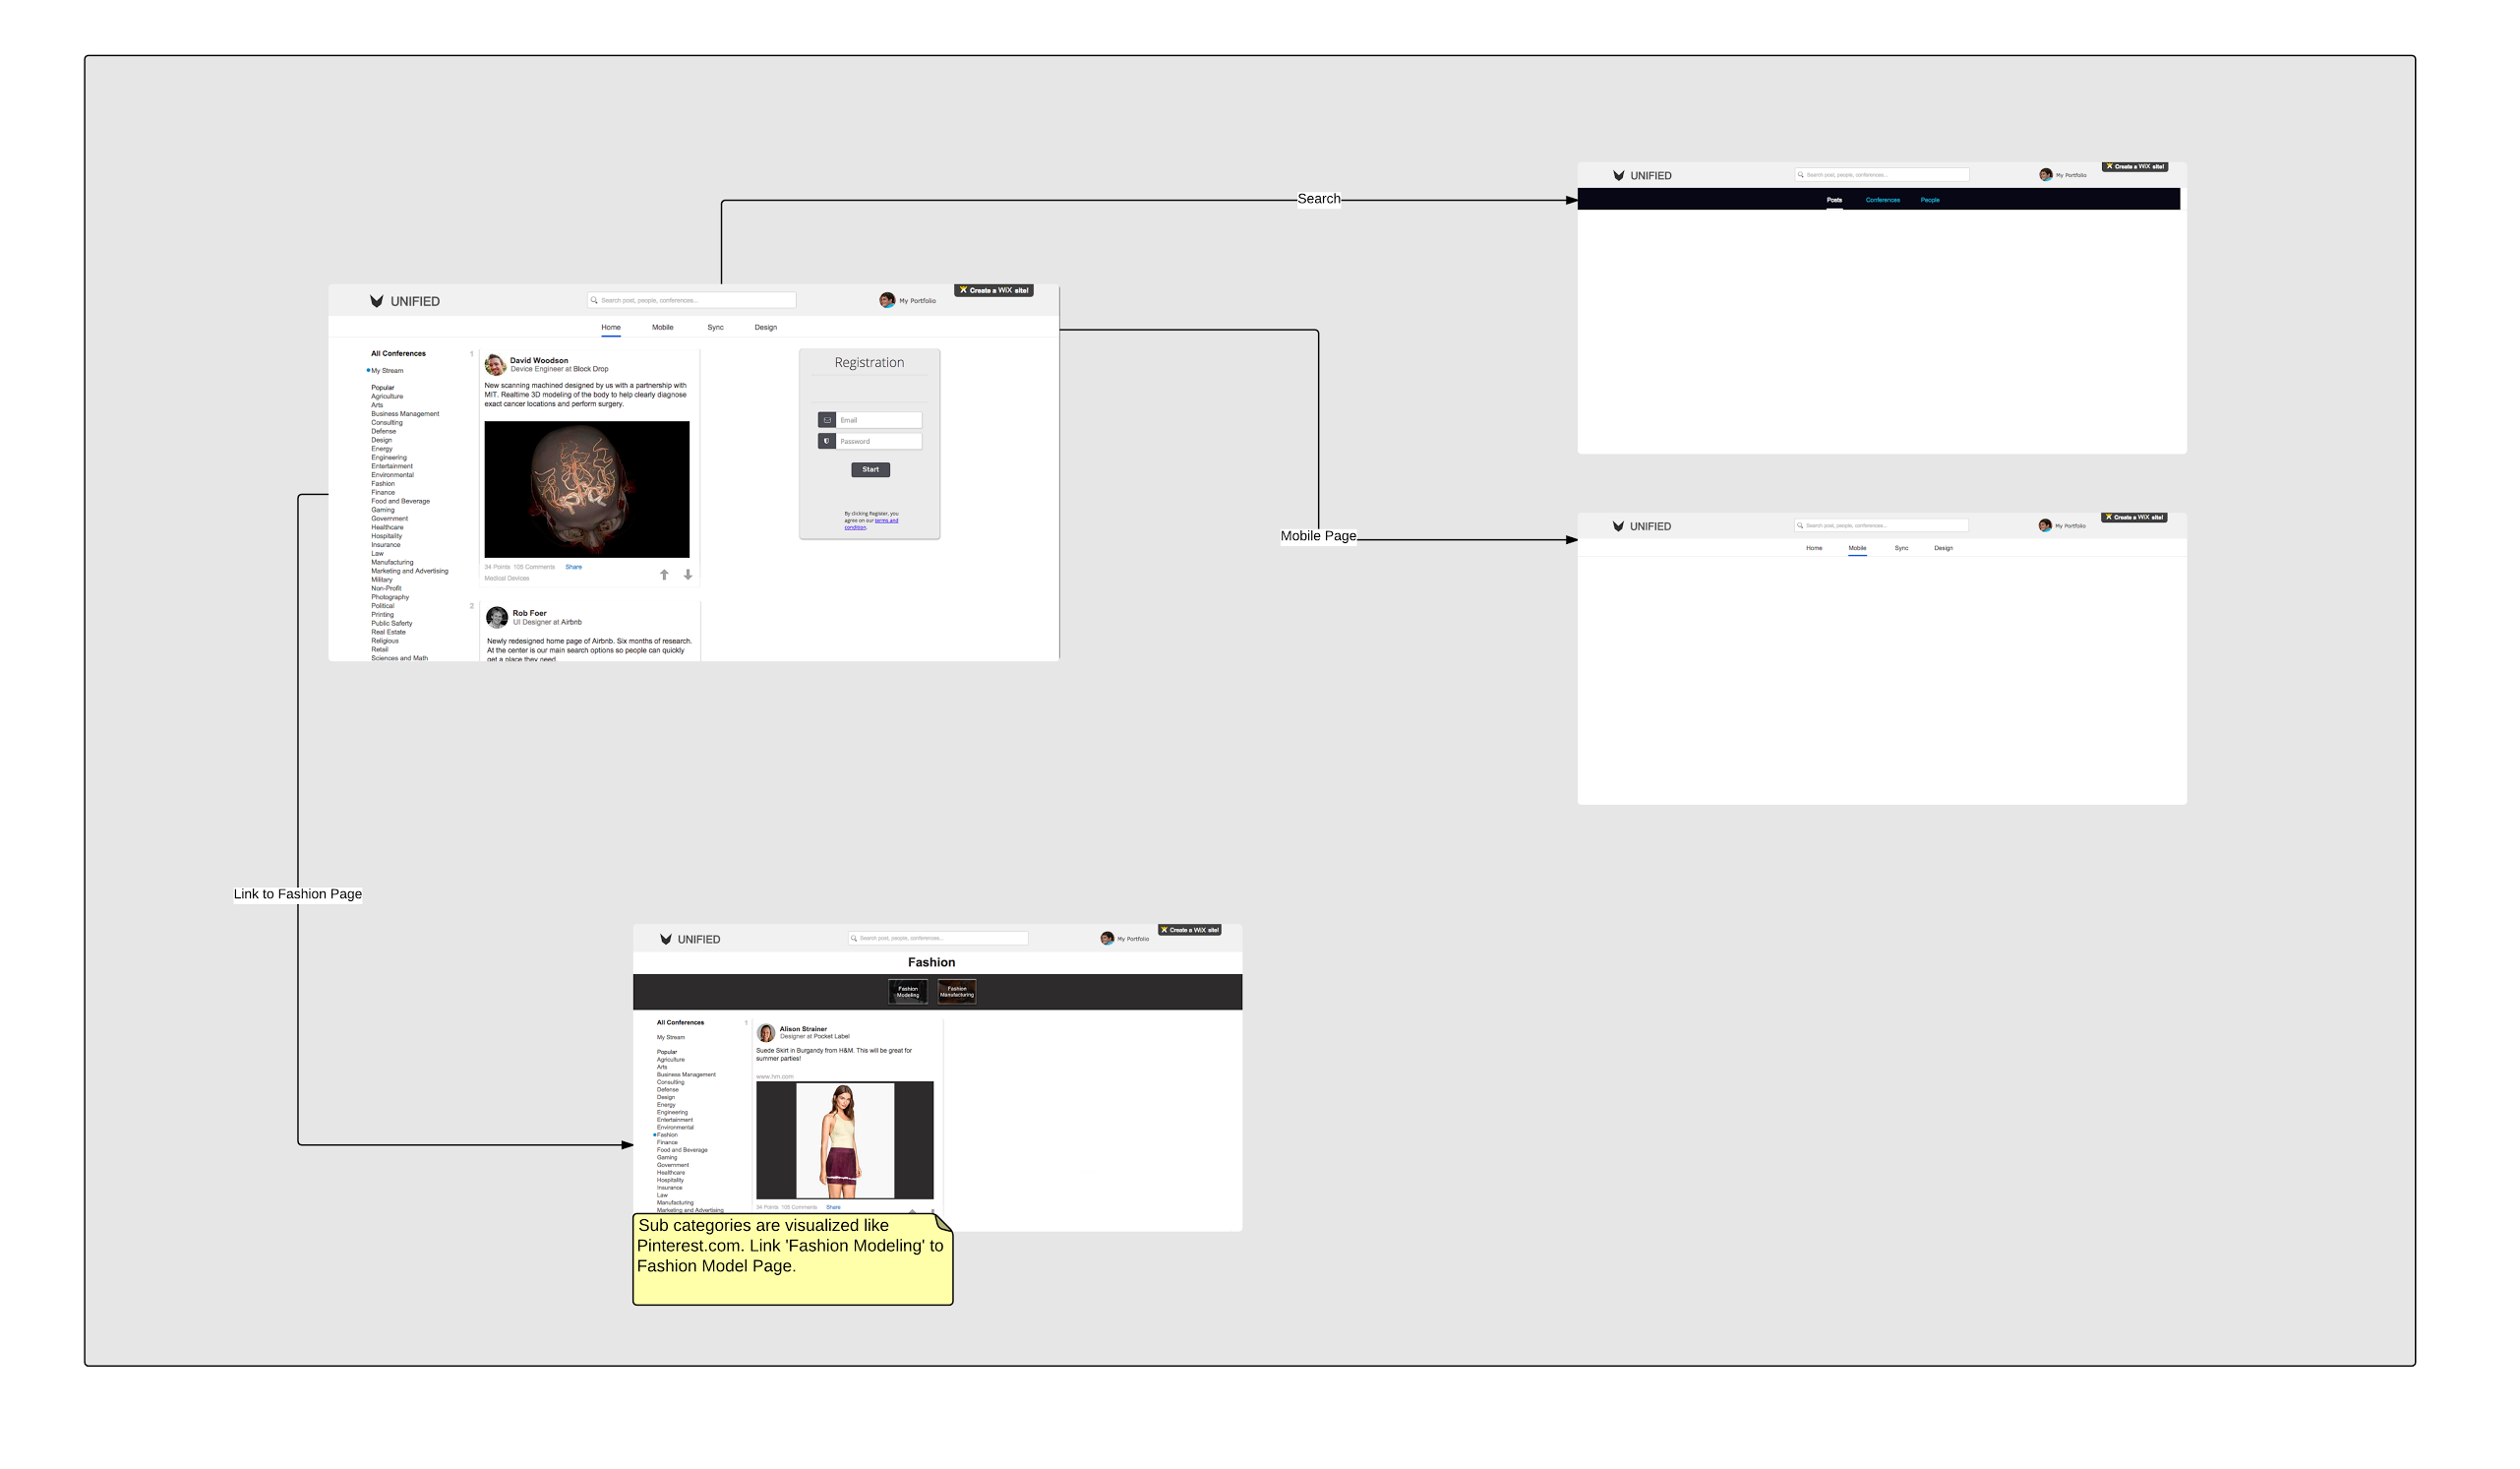 Search
UNIFIED
Search post, people, conferences...
My Portfolio
Create a WiX site!
Posts
Conferences
People
UNIFIED
Search post, people, conferences...
My Portfolio
Create a WiX site!
Home
Mobile
Sync
Design
All Conferences
My Stream
Popular
Agriculture
Arts
Business Management
Consulting
Defense
Design
Energy
Engineering
Entertainment
Environmental
Fashion
Finance
Food and Beverage
Gaming
Government
Healthcare
Hospitality
Insurance
Law
Manufacturing
Marketing and Advertising
Military
Non-Profit
Photography
Political
Printing
Public Saferty
Real Estate
Religious
Retail
Sciences and Math
1
David Woodson
Device Engineer at Block Drop
New scanning machined designed by us with a partnership with
MIT. Realtime 3D modeling of the body to help clearly diagnose
exact cancer locations and perform surgery.
34 Points 105 Comments Share
Medical Devices
2
Rob Foer
UI Designer at Airbnb
Newly redesigned home page of Airbnb. Six months of research.
At the center is our main search options so people can quickly
get a place they need
Registration
Email
Password
Start
By clicking Register, you
agree on our terms and
condition.
Mobile Page
UNIFIED
Search post, people, conferences...
My Portfolio
Create a WiX site!
Home
Mobile
Sync
Design
Link to Fashion Page
UNIFIED
Search post, people, conferences...
My Portfolio
Create a WiX site!
Fashion
Fashion
Modeling
Fashion
Manufacturing
All Conferences
My Stream
Popular
Agriculture
Arts
Business Management
Consulting
Defense
Design
Energy
Engineering
Entertainment
Environmental
Fashion
Finance
Food and Beverage
Gaming
Government
Healthcare
Hospitality
Insurance
Law
Manufacturing
Marketing and Advertising
1
Alison Strainer
Designer at Pocket Label
Suede Skirt in Burgandy from H&M. This will be great for
summer parties!
www.hm.com
34 Points 105 Comments Share
Sub categories are visualized like
Pinterest.com. Link 'Fashion Modeling' to
Fashion Model Page.